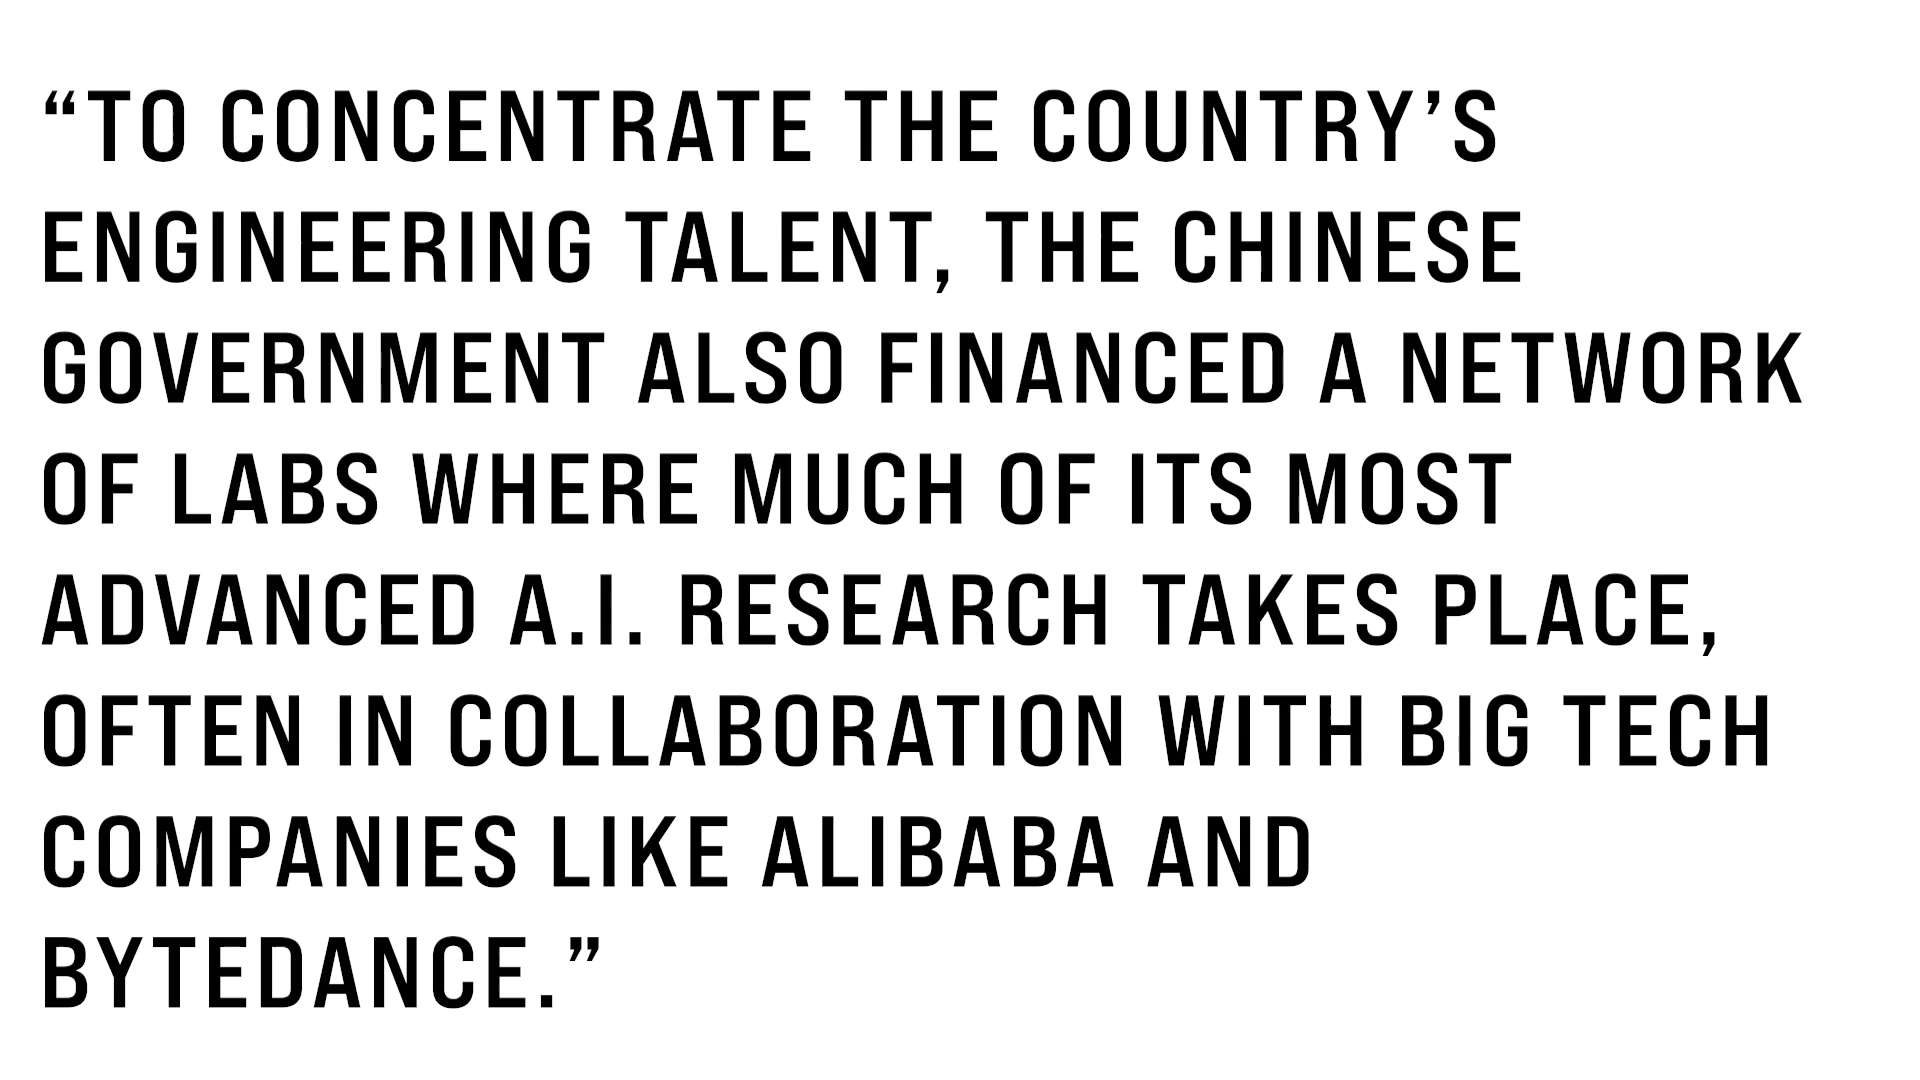 “TO CONCENTRATE THE COUNTRY’S
ENGINEERING TALENT, THE CHINESE
GOVERNMENT ALSO FINANCED A NETWORK
OF LABS WHERE MUCH OF ITS MOST
ADVANCED A.I. RESEARCH TAKES PLACE,
OFTEN IN COLLABORATION WITH BIG TECH
COMPANIES LIKE ALIBABA AND
BYTEDANCE.”